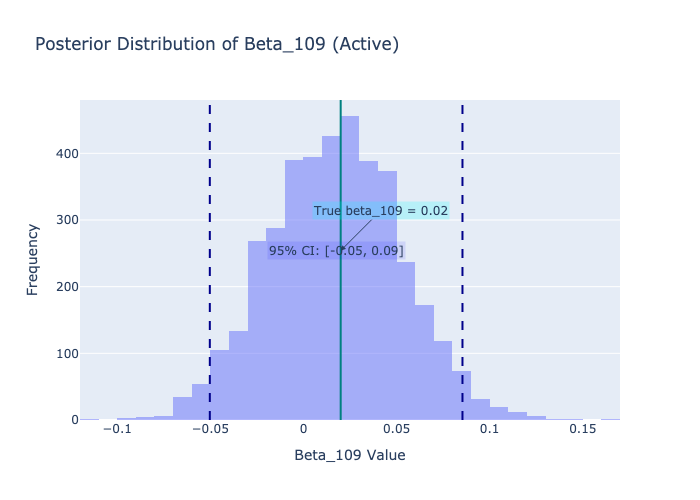 Posterior Distribution of Beta_109 (Active)
400
300
200
100
0
Frequency
True beta_109 = 0.02
95% CI: [-0.05, 0.09]
−0.1
−0.05
0
0.05
0.1
0.15
Beta_109 Value